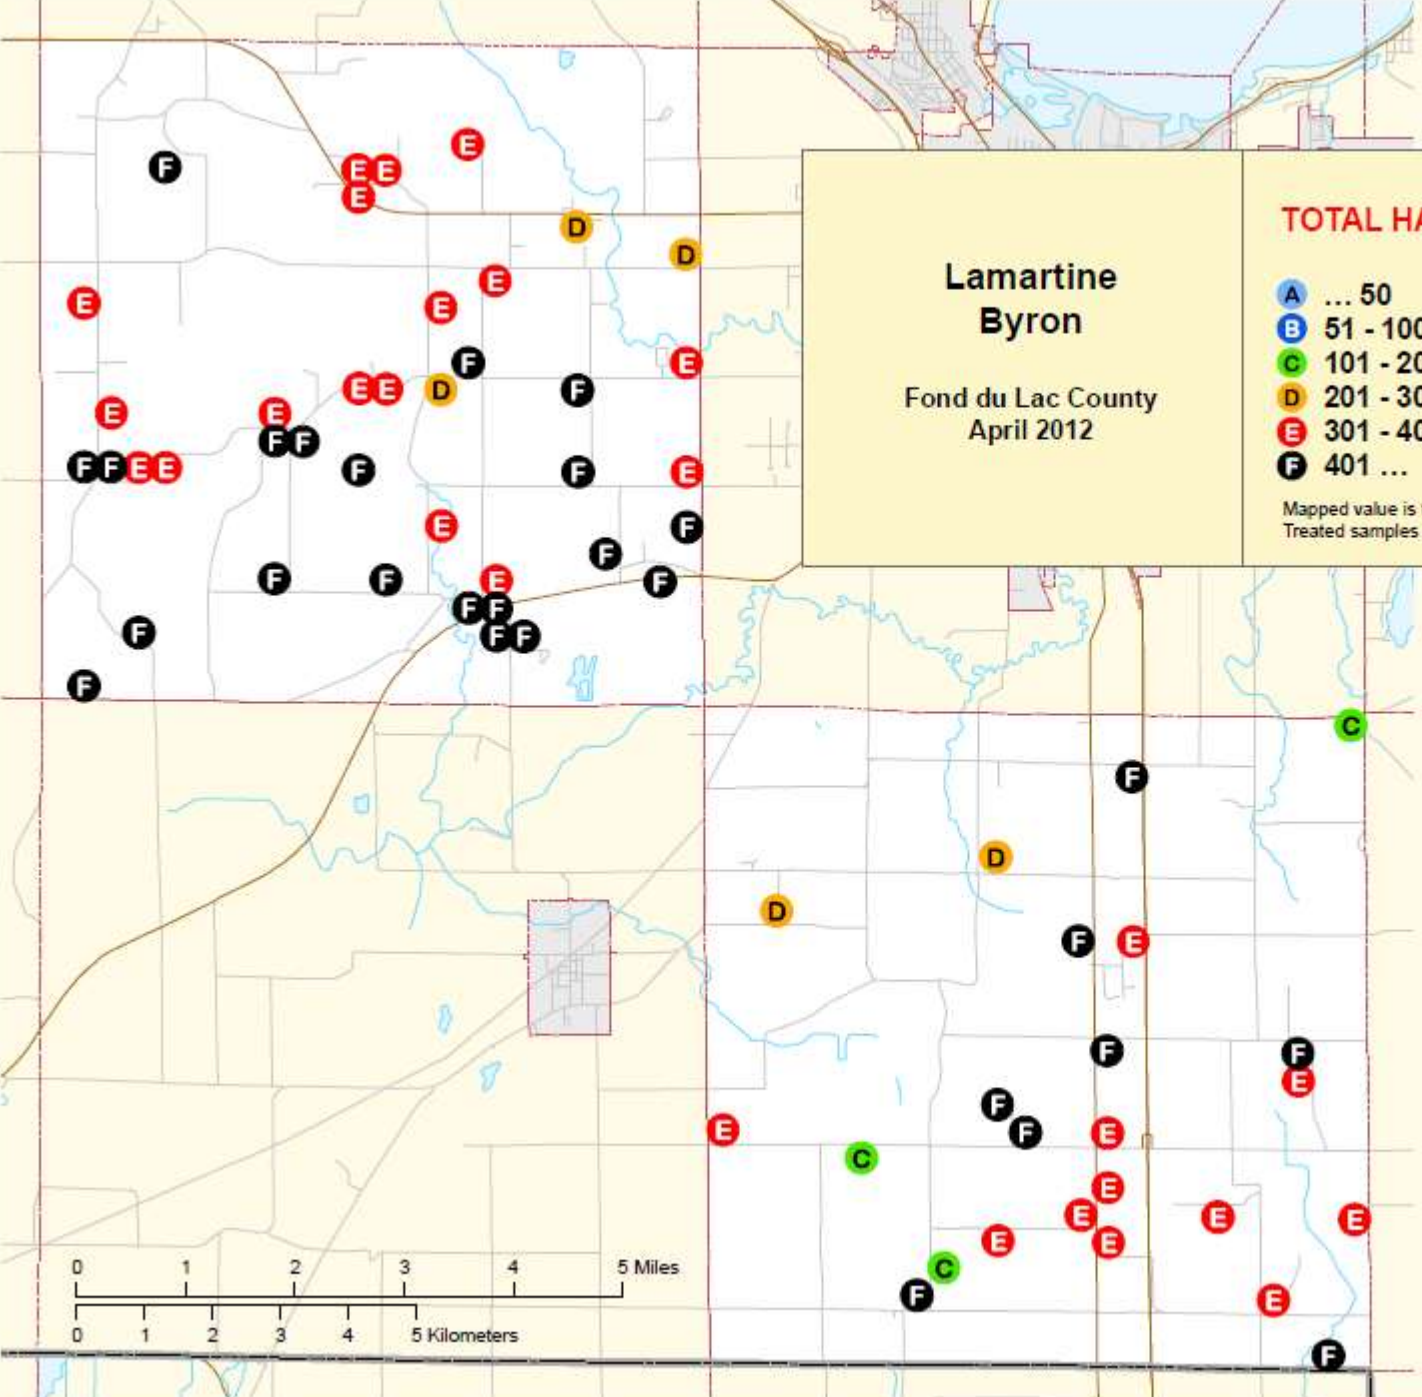 Lamartine
Byron
Fond du Lac County
April 2012
TOTAL HA
A ... 50
B 51 - 100
C 101 - 20
D 201 - 30
E 301 - 40
F 401 ...
Mapped value is
Treated samples
E
F E E
E
D
D
E
E E
F E
E E D F
E E
F F
F F E E F F E
E F
F
F F E F
F F
F F F
F
C
F
D
D
F E
F F
E
F
E F E
C
E
E E E
E E
C
F E
F
0 1 2 3 4 5 Miles
0 1 2 3 4 5 Kilometers